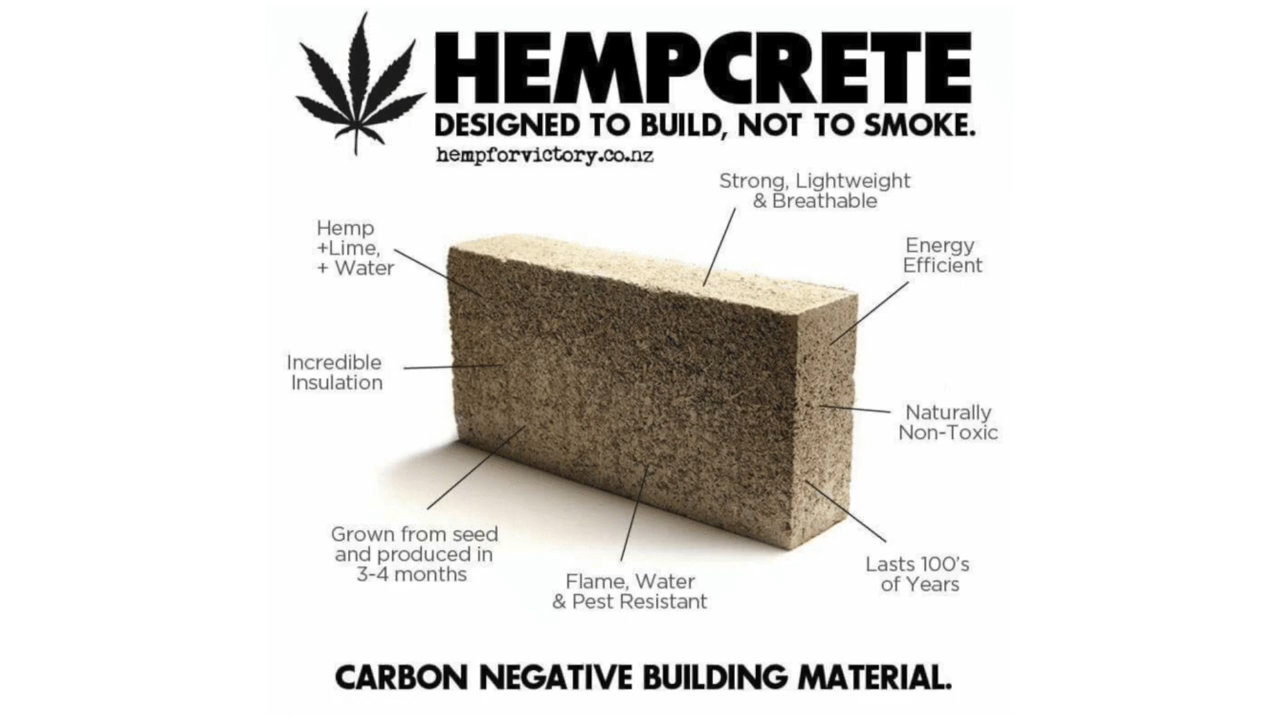 HEMPCRETE
DESIGNED TO BUILD, NOT TO SMOKE.
hempforvictory.co.nz
Strong, Lightweight
& Breathable
Hemp
+Lime,
+ Water
Energy
Efficient
Incredible
Insulation
Naturally
Non-Toxic
Grown from seed
and produced in
3-4 months
Flame, Water
& Pest Resistant
Lasts 100's
of Years
CARBON NEGATIVE BUILDING MATERIAL.